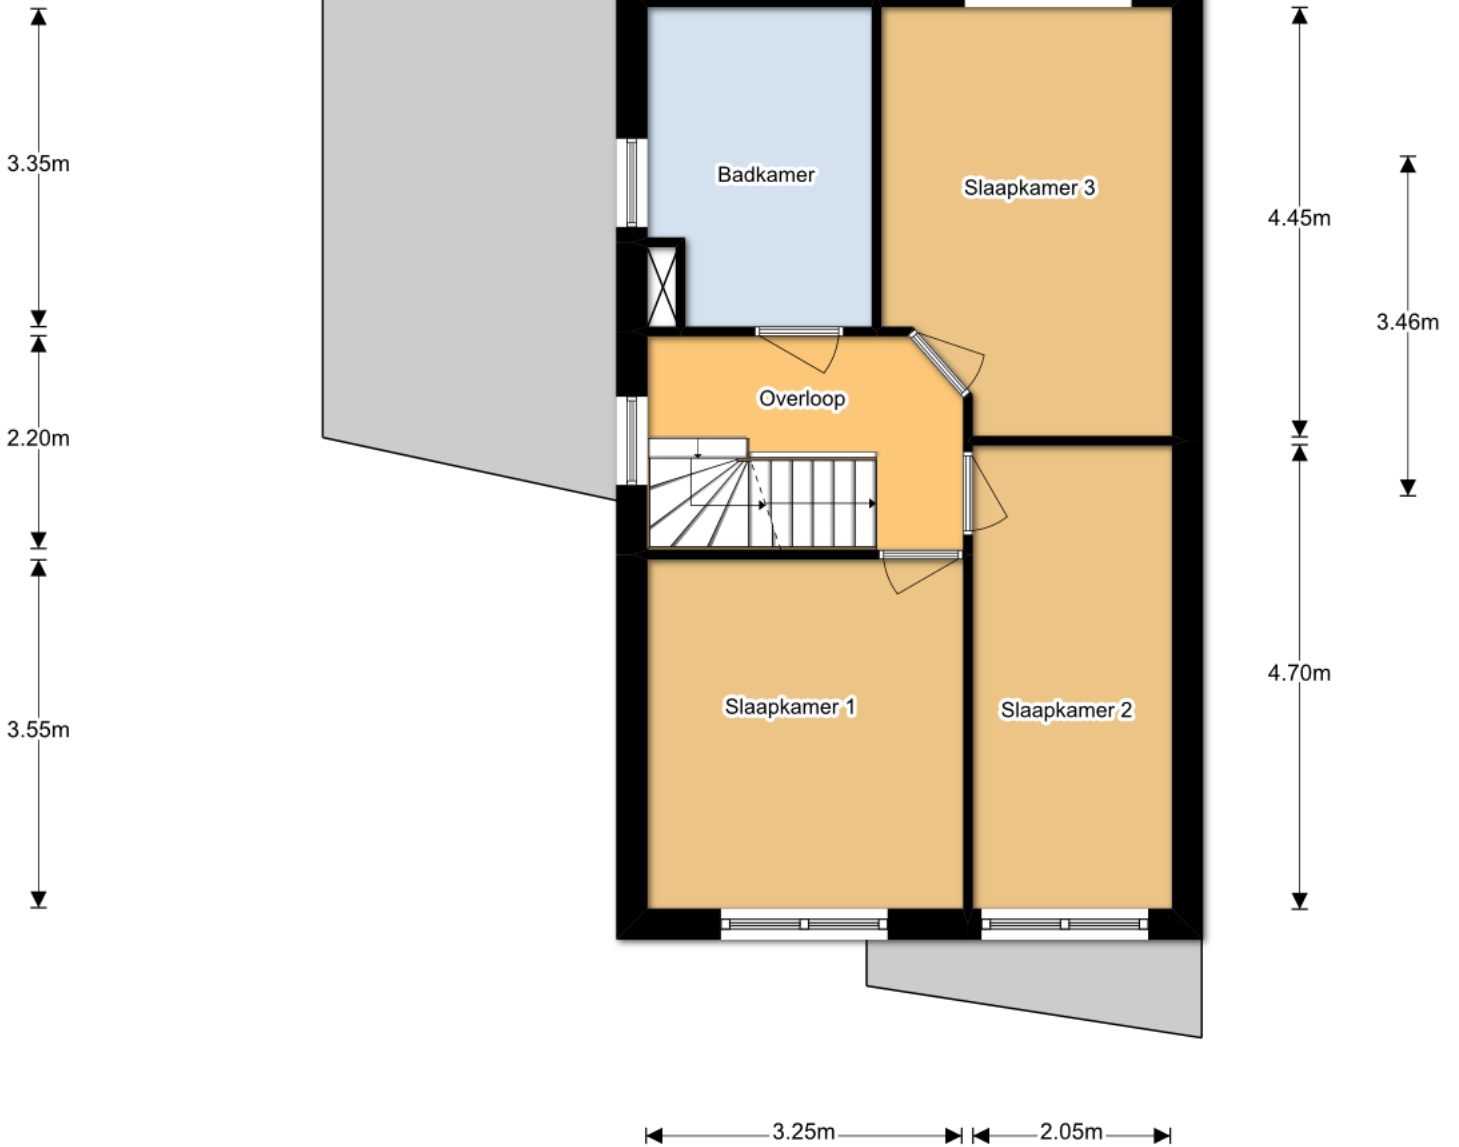 3.35m
Badkamer
Slaapkamer 3
4.45m
3.46m
2.20m
Overloop
3.55m
Slaapkamer 1
Slaapkamer 2
4.70m
3.25m
2.05m